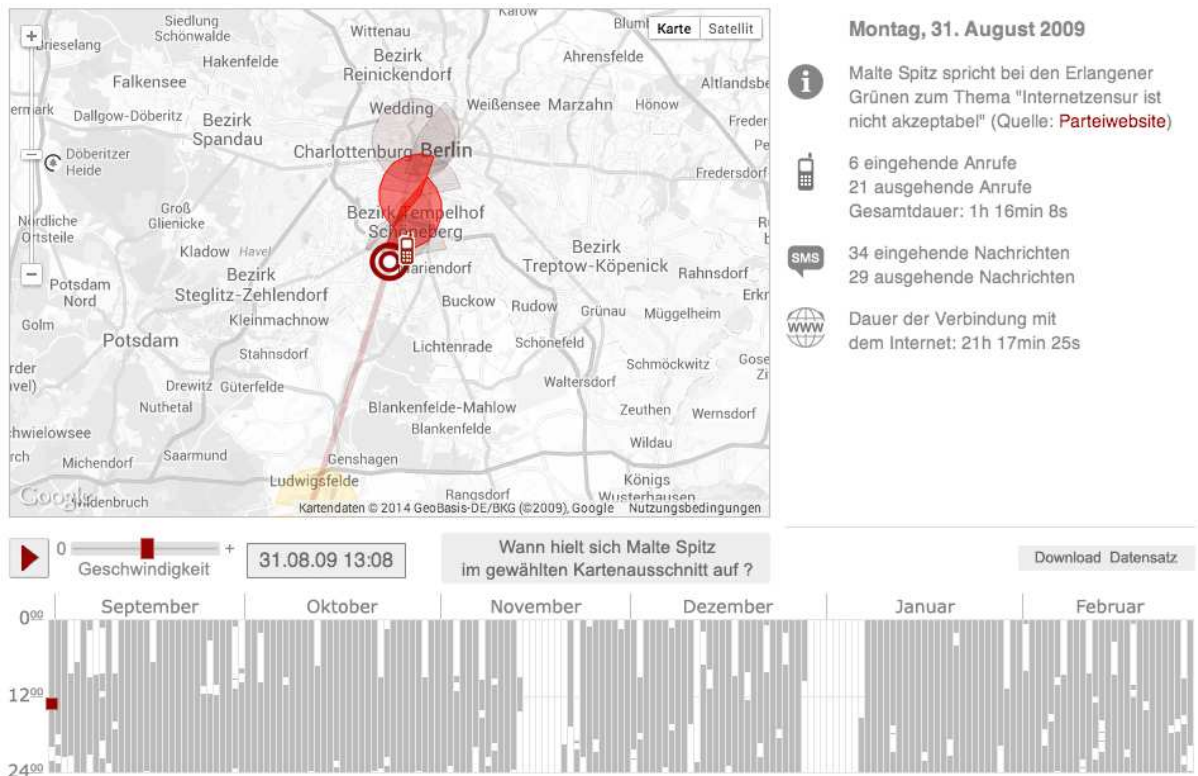 Siedlung
Schönwalde
Wittenau
Karow
Karte Satellit
Brieselang
Hakenfelde
Bezirk
Reinickendorf
Ahrensfelde
Falkensee
Wedding
Weißensee Marzahn
Hönow
Dallgow-Döberitz
Bezirk
Spandau
Charlottenburg Berlin
Döberitzer
Heide
Fredersdorf
Groß
Glienicke
Bezirk Tempelhof
Schöneberg
Nördliche
Ortsteile
Kladow Havel
Bezirk
Treptow-Köpenick
Rahnsdorf
Mariendorf
Potsdam
Nord
Bezirk
Steglitz-Zehlendorf
Buckow
Rudow
Grünau
Müggelheim
Golm
Kleinmachnow
Potsdam
Stahnsdorf
Lichtenrade
Schönefeld
Schmöckwitz
Drewitz
Güterfelde
Waltersdorf
Nuthetal
Blankenfelde-Mahlow
Blankenfelde
Zeuthen
Wernsdorf
Wildau
Michendorf
Saarmund
Genshagen
Ludwigsfelde
Königs
Wusterhausen
Rangsdorf
Google
Kartendaten © 2014 GeoBasis-DE/BKG (©2009), Google Nutzungsbedingungen
Montag, 31. August 2009
Malte Spitz spricht bei den Erlangener
Grünen zum Thema "Internetzensur ist
nicht akzeptabel" (Quelle: Parteiwebsite)
6 eingehende Anrufe
21 ausgehende Anrufe
Gesamtdauer: 1h 16min 8s
SMS
34 eingehende Nachrichten
29 ausgehende Nachrichten
www
Dauer der Verbindung mit
dem Internet: 21h 17min 25s
0 +
Geschwindigkeit
31.08.09 13:08
Wann hielt sich Malte Spitz
im gewählten Kartenausschnitt auf ?
Download Datensatz
September Oktober November Dezember Januar Februar
0⁰⁰
12⁰⁰
24⁰⁰